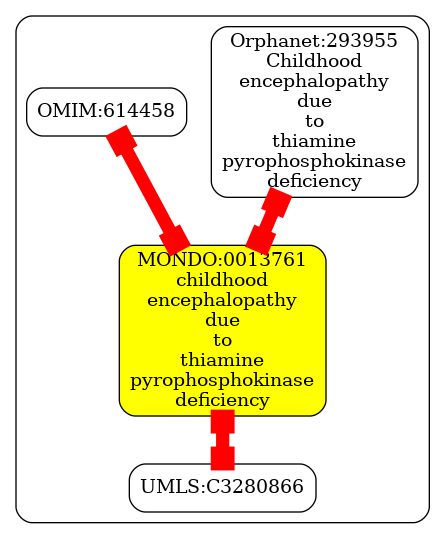 Orphanet:293955
Childhood
encephalopathy
due
to
thiamine
pyrophosphokinase
deficiency
OMIM:614458
MONDO:0013761
childhood
encephalopathy
due
to
thiamine
pyrophosphokinase
deficiency
UMLS:C3280866